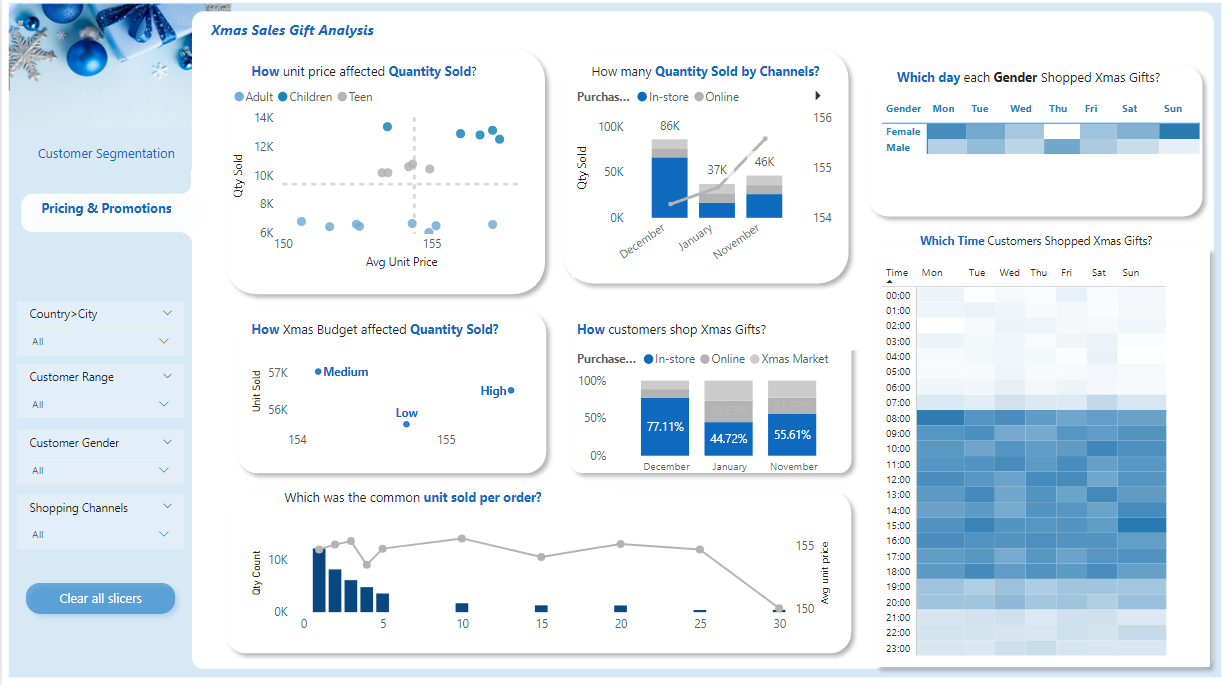 Xmas Sales Gift Analysis
Customer Segmentation
Pricing & Promotions
Country>City
All
Customer Range
All
Customer Gender
All
Shopping Channels
All
Clear all slicers
How unit price affected Quantity Sold?
Adult Children Teen
Qty Sold
14K
12K
10K
8K
6K
150 155
Avg Unit Price
How many Quantity Sold by Channels?
Purchas... In-store Online
Qty Sold
100K
50K
0K
86K
37K
46K
156
155
154
December January November
Which day each Gender Shopped Xmas Gifts?
Gender Mon Tue Wed Thu Fri Sat Sun
Female
Male
How Xmas Budget affected Quantity Sold?
Unit Sold
57K
56K
Medium
High
Low
154 155
How customers shop Xmas Gifts?
Purchase... In-store Online Xmas Market
100%
50%
0%
77.11% 44.72% 55.61%
December January November
Which was the common unit sold per order?
Qty Count
10K
0K
155
150
Avg unit price
0 5 10 15 20 25 30
Which Time Customers Shopped Xmas Gifts?
Time Mon Tue Wed Thu Fri Sat Sun
00:00
01:00
02:00
03:00
04:00
05:00
06:00
07:00
08:00
09:00
10:00
11:00
12:00
13:00
14:00
15:00
16:00
17:00
18:00
19:00
20:00
21:00
22:00
23:00